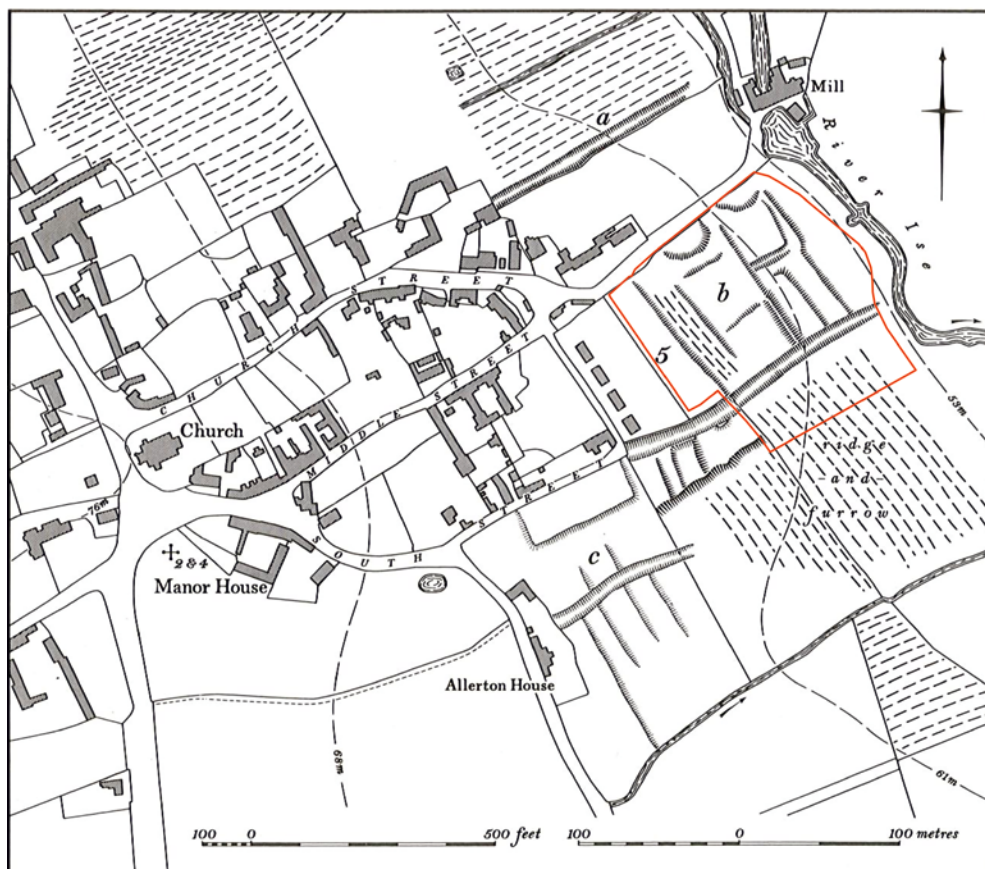 Mill
River Ise
a
b
5
CHURCH STREET
MIDDLE STREET
SOUTH STREET
Church
76m
2 & 4
Manor House
c
53m
-ridge-
-and-
furrow
Allerton House
68m
61m
100 0 500 feet
100 0 100 metres